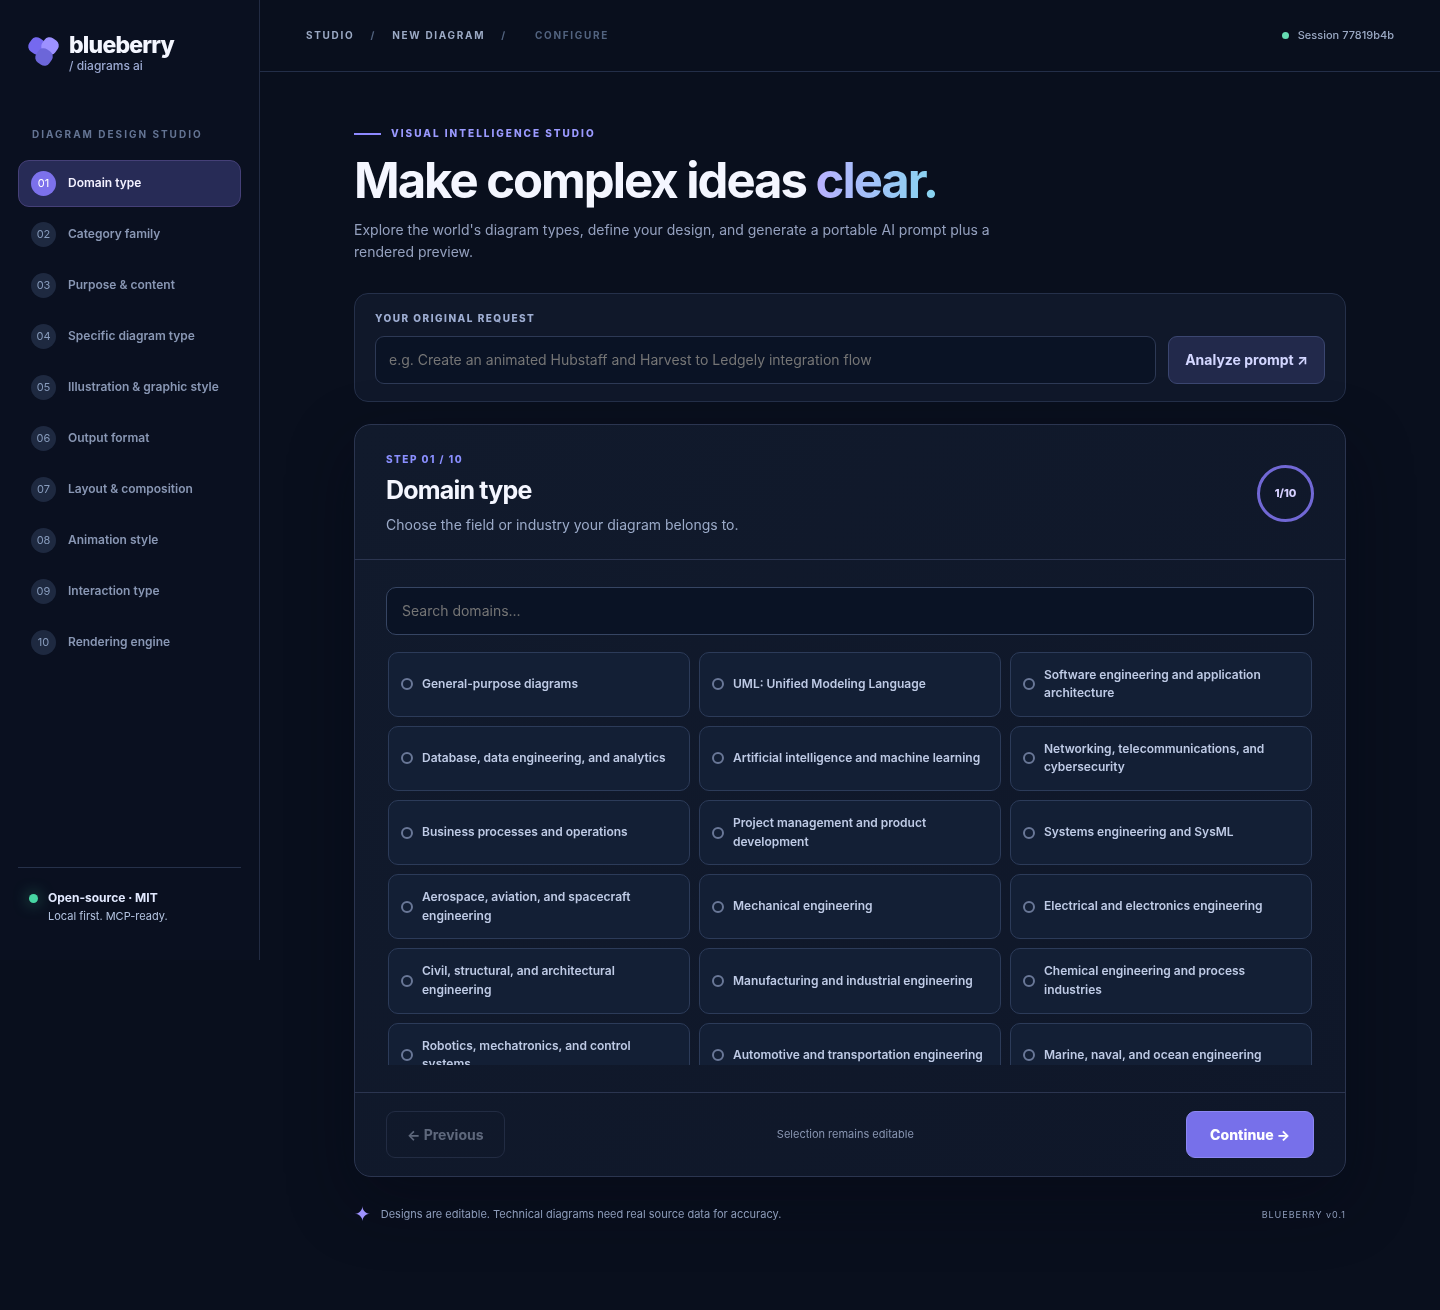 blueberry
/ diagrams ai
DIAGRAM DESIGN STUDIO
01 Domain type
02 Category family
03 Purpose & content
04 Specific diagram type
05 Illustration & graphic style
06 Output format
07 Layout & composition
08 Animation style
09 Interaction type
10 Rendering engine
Open-source · MIT
Local first. MCP-ready.
STUDIO / NEW DIAGRAM / CONFIGURE
Session 77819b4b
VISUAL INTELLIGENCE STUDIO
Make complex ideas clear.
Explore the world's diagram types, define your design, and generate a portable AI prompt plus a
rendered preview.
YOUR ORIGINAL REQUEST
e.g. Create an animated Hubstaff and Harvest to Ledgely integration flow
Analyze prompt ↗
STEP 01 / 10
Domain type
Choose the field or industry your diagram belongs to.
1/10
Search domains...
General-purpose diagrams
UML: Unified Modeling Language
Software engineering and application
architecture
Database, data engineering, and analytics
Artificial intelligence and machine learning
Networking, telecommunications, and
cybersecurity
Business processes and operations
Project management and product
development
Systems engineering and SysML
Aerospace, aviation, and spacecraft
engineering
Mechanical engineering
Electrical and electronics engineering
Civil, structural, and architectural
engineering
Manufacturing and industrial engineering
Chemical engineering and process
industries
Robotics, mechatronics, and control
systems
Automotive and transportation engineering
Marine, naval, and ocean engineering
← Previous
Selection remains editable
Continue →
Designs are editable. Technical diagrams need real source data for accuracy.
BLUEBERRY v0.1